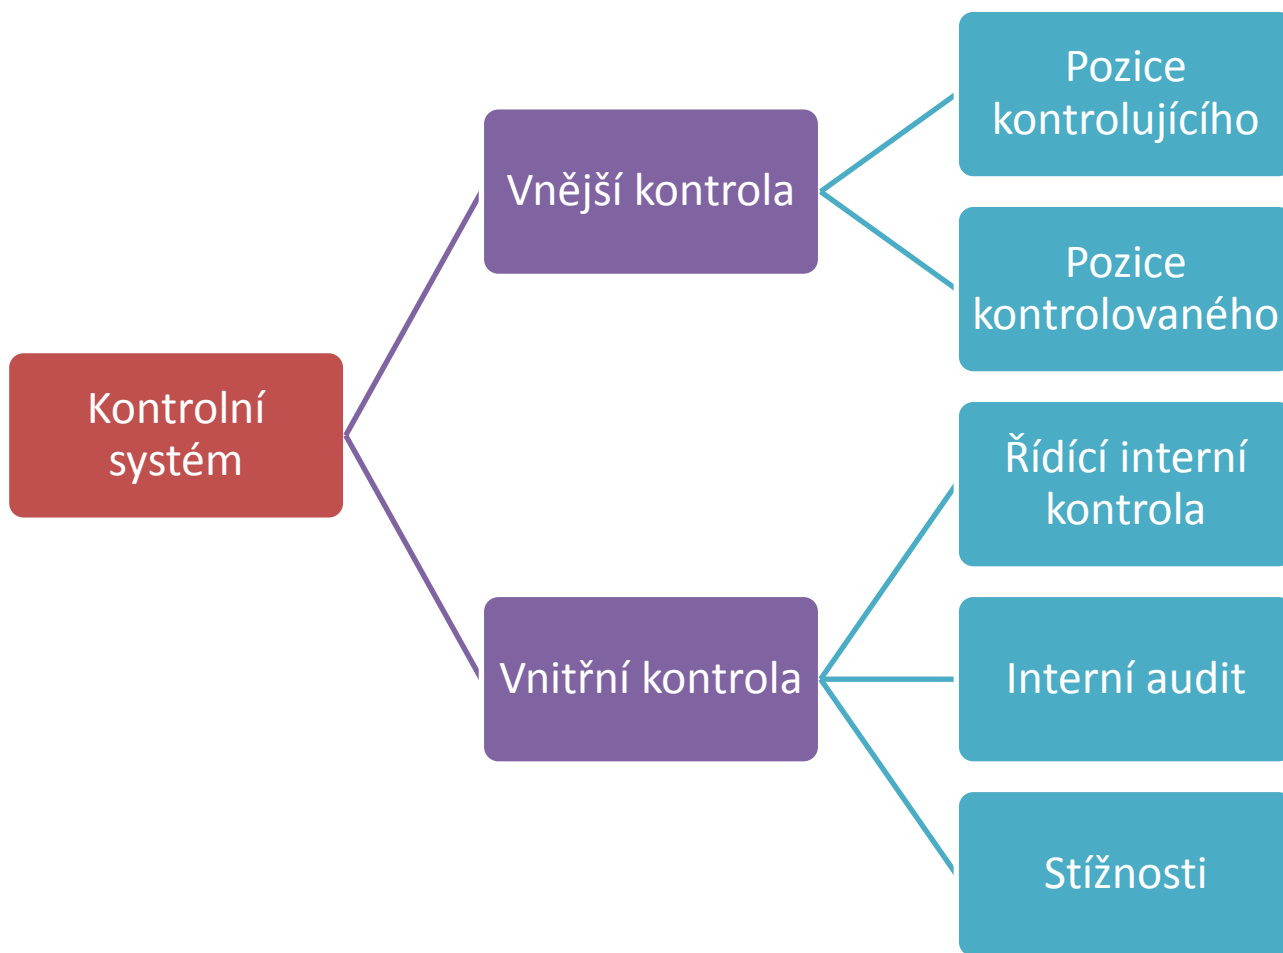 Kontrolní
systém
Vnější kontrola
Pozice
kontrolujícího
Pozice
kontrolovaného
Vnitřní kontrola
Řídící interní
kontrola
Interní audit
Stížnosti